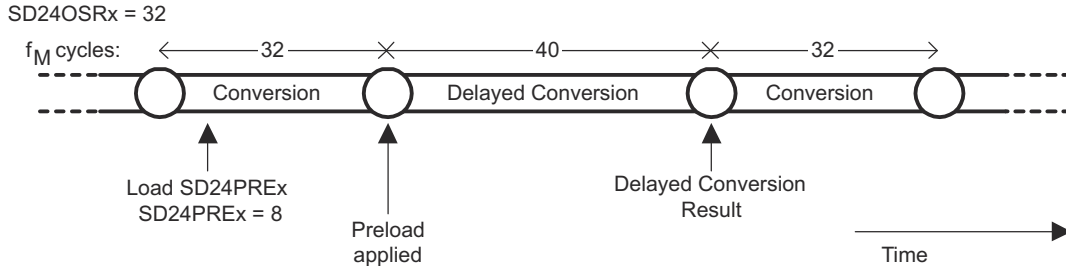 SD24OSRx = 32
fM cycles:
32
40
32
Conversion
Delayed Conversion
Conversion
Load SD24PREx
SD24PREx = 8
Delayed Conversion
Result
Preload
applied
Time